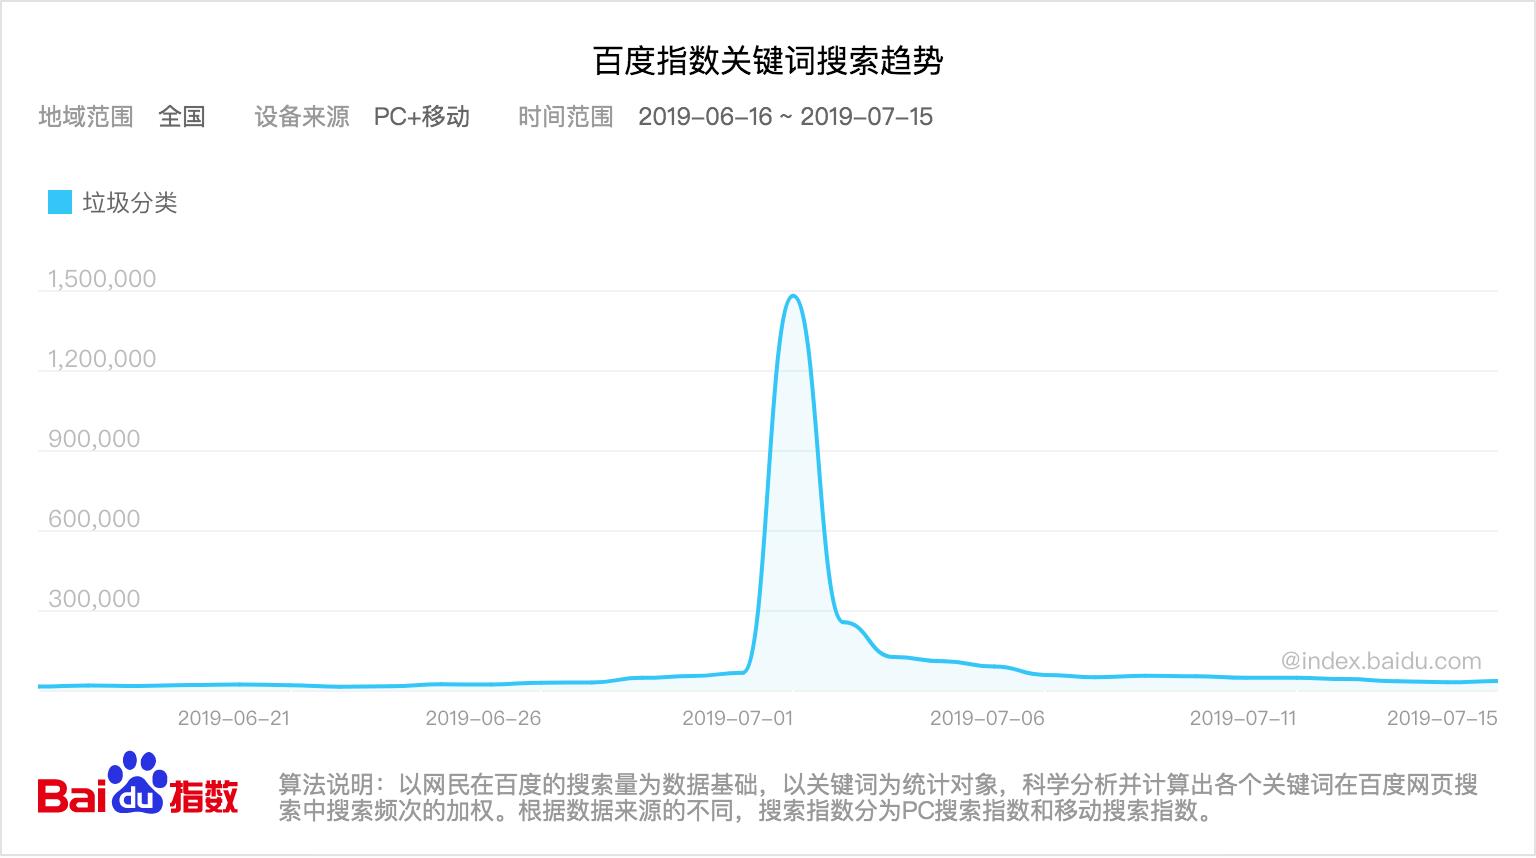 百度指数关键词搜索趋势
地域范围 全国 设备来源 PC+移动 时间范围 2019-06-16 ~ 2019-07-15
垃圾分类
1,500,000
1,200,000
900,000
600,000
300,000
@index.baidu.com
2019-06-21 2019-06-26 2019-07-01 2019-07-06 2019-07-11 2019-07-15
Bai du 指数
算法说明：以网民在百度的搜索量为数据基础，以关键词为统计对象，科学分析并计算出各个关键词在百度网页搜
索中搜索频次的加权。根据数据来源的不同，搜索指数分为PC搜索指数和移动搜索指数。